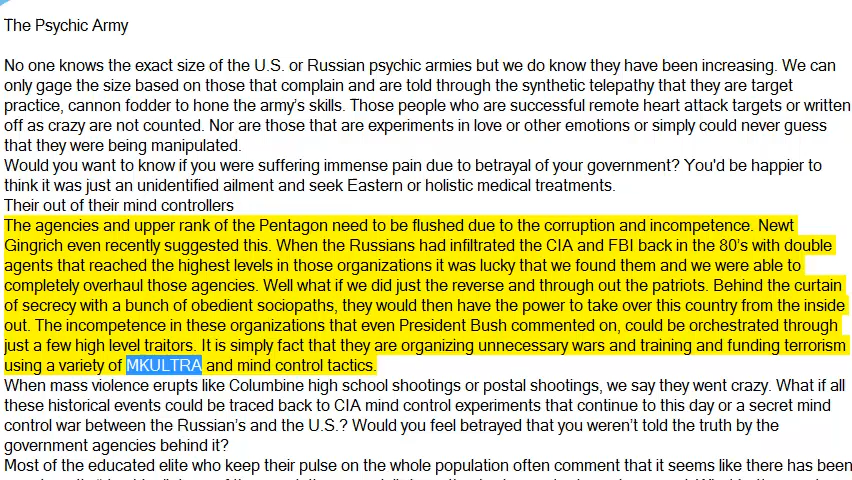 The Psychic Army
No one knows the exact size of the U.S. or Russian psychic armies but we do know they have been increasing. We can
only gage the size based on those that complain and are told through the synthetic telepathy that they are target
practice, cannon fodder to hone the army's skills. Those people who are successful remote heart attack targets or written
off as crazy are not counted. Nor are those that are experiments in love or other emotions or simply could never guess
that they were being manipulated.
Would you want to know if you were suffering immense pain due to betrayal of your government? You'd be happier to
think it was just an unidentified ailment and seek Eastern or holistic medical treatments.
Their out of their mind controllers
The agencies and upper rank of the Pentagon need to be flushed due to the corruption and incompetence. Newt
Gingrich even recently suggested this. When the Russians had infiltrated the CIA and FBI back in the 80's with double
agents that reached the highest levels in those organizations it was lucky that we found them and we were able to
completely overhaul those agencies. Well what if we did just the reverse and through out the patriots. Behind the curtain
of secrecy with a bunch of obedient sociopaths, they would then have the power to take over this country from the inside
out. The incompetence in these organizations that even President Bush commented on, could be orchestrated through
just a few high level traitors. It is simply fact that they are organizing unnecessary wars and training and funding terrorism
using a variety of MKULTRA and mind control tactics.
When mass violence erupts like Columbine high school shootings or postal shootings, we say they went crazy. What if all
these historical events could be traced back to CIA mind control experiments that continue to this day or a secret mind
control war between the Russian's and the U.S.? Would you feel betrayed that you weren't told the truth by the
government agencies behind it?
Most of the educated elite who keep their pulse on the whole population often comment that it seems like there has been